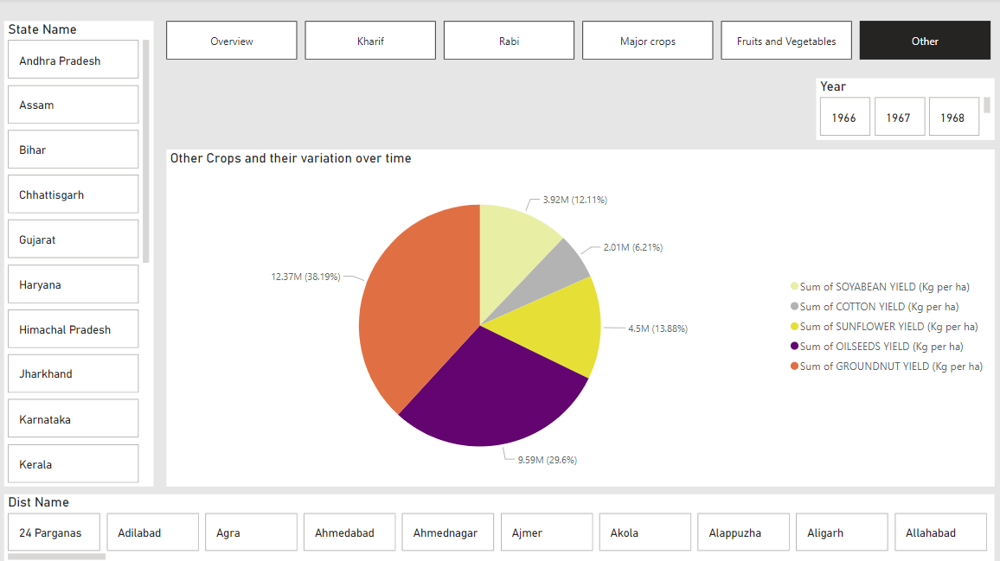 State Name
Andhra Pradesh
Assam
Bihar
Chhattisgarh
Gujarat
Haryana
Himachal Pradesh
Jharkhand
Karnataka
Kerala
Overview
Kharif
Rabi
Major crops
Fruits and Vegetables
Other
Year
1966
1967
1968
Other Crops and their variation over time
3.92M (12.11%)
2.01M (6.21%)
12.37M (38.19%)
4.5M (13.88%)
9.59M (29.6%)
Sum of SOYABEAN YIELD (Kg per ha)
Sum of COTTON YIELD (Kg per ha)
Sum of SUNFLOWER YIELD (Kg per ha)
Sum of OILSEEDS YIELD (Kg per ha)
Sum of GROUNDNUT YIELD (Kg per ha)
Dist Name
24 Parganas
Adilabad
Agra
Ahmedabad
Ahmednagar
Ajmer
Akola
Alappuzha
Aligarh
Allahabad